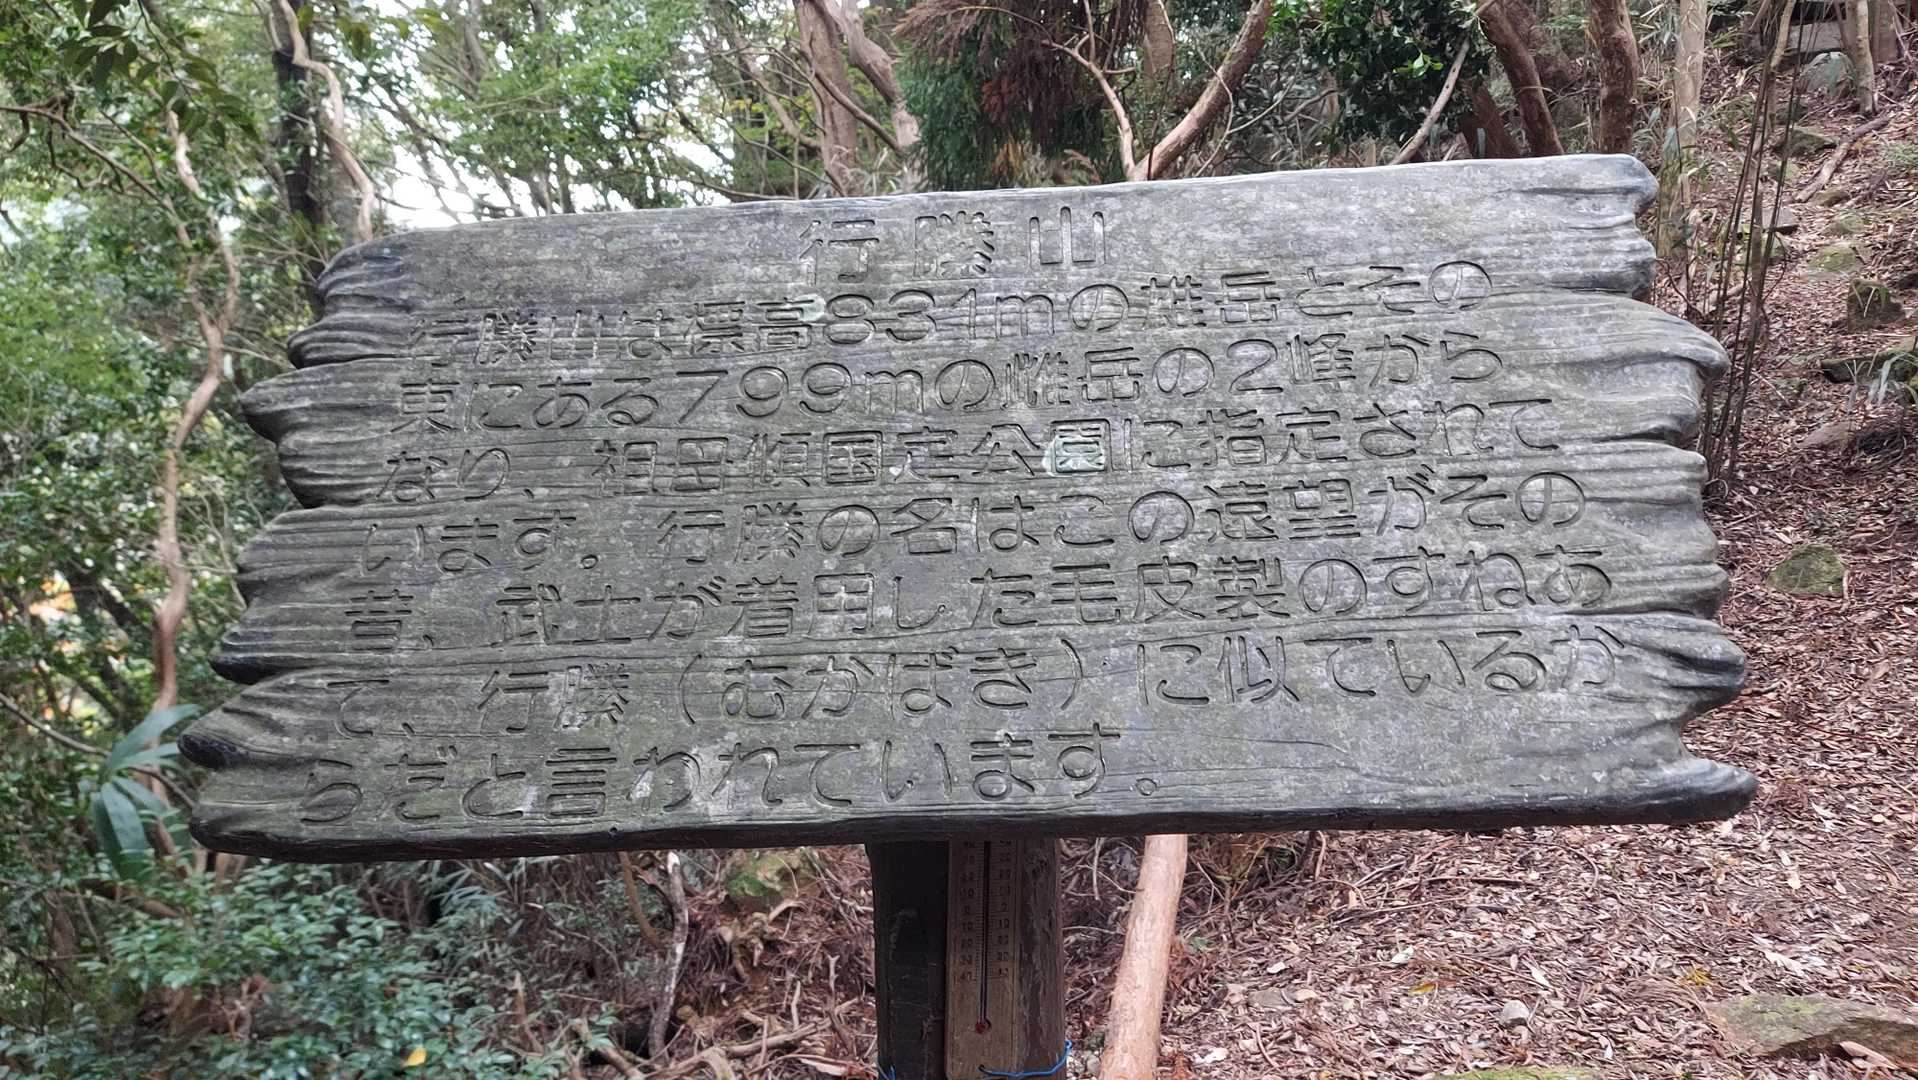 行勝山
行勝山は標高831mの雄岳とその
東にある799mの雌岳の2峰から
なり、祖母傾国定公園に指定されて
います。行勝の名はこの遠望がその
昔、武士が着用した毛皮製のすねあ
て、行勝（むかばき）に似ているか
らだと言われています。